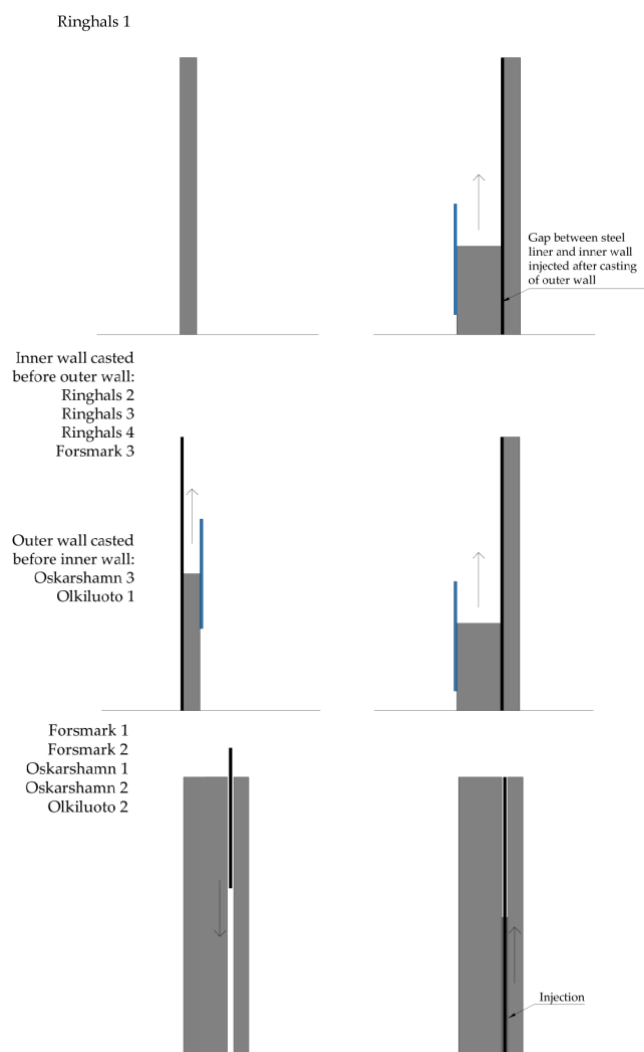 Ringhals 1
Gap between steel
liner and inner wall
injected after casting
of outer wall
Inner wall casted
before outer wall:
Ringhals 2
Ringhals 3
Ringhals 4
Forsmark 3
Outer wall casted
before inner wall:
Oskarshamn 3
Olkiluoto 1
Forsmark 1
Forsmark 2
Oskarshamn 1
Oskarshamn 2
Olkiluoto 2
Injection